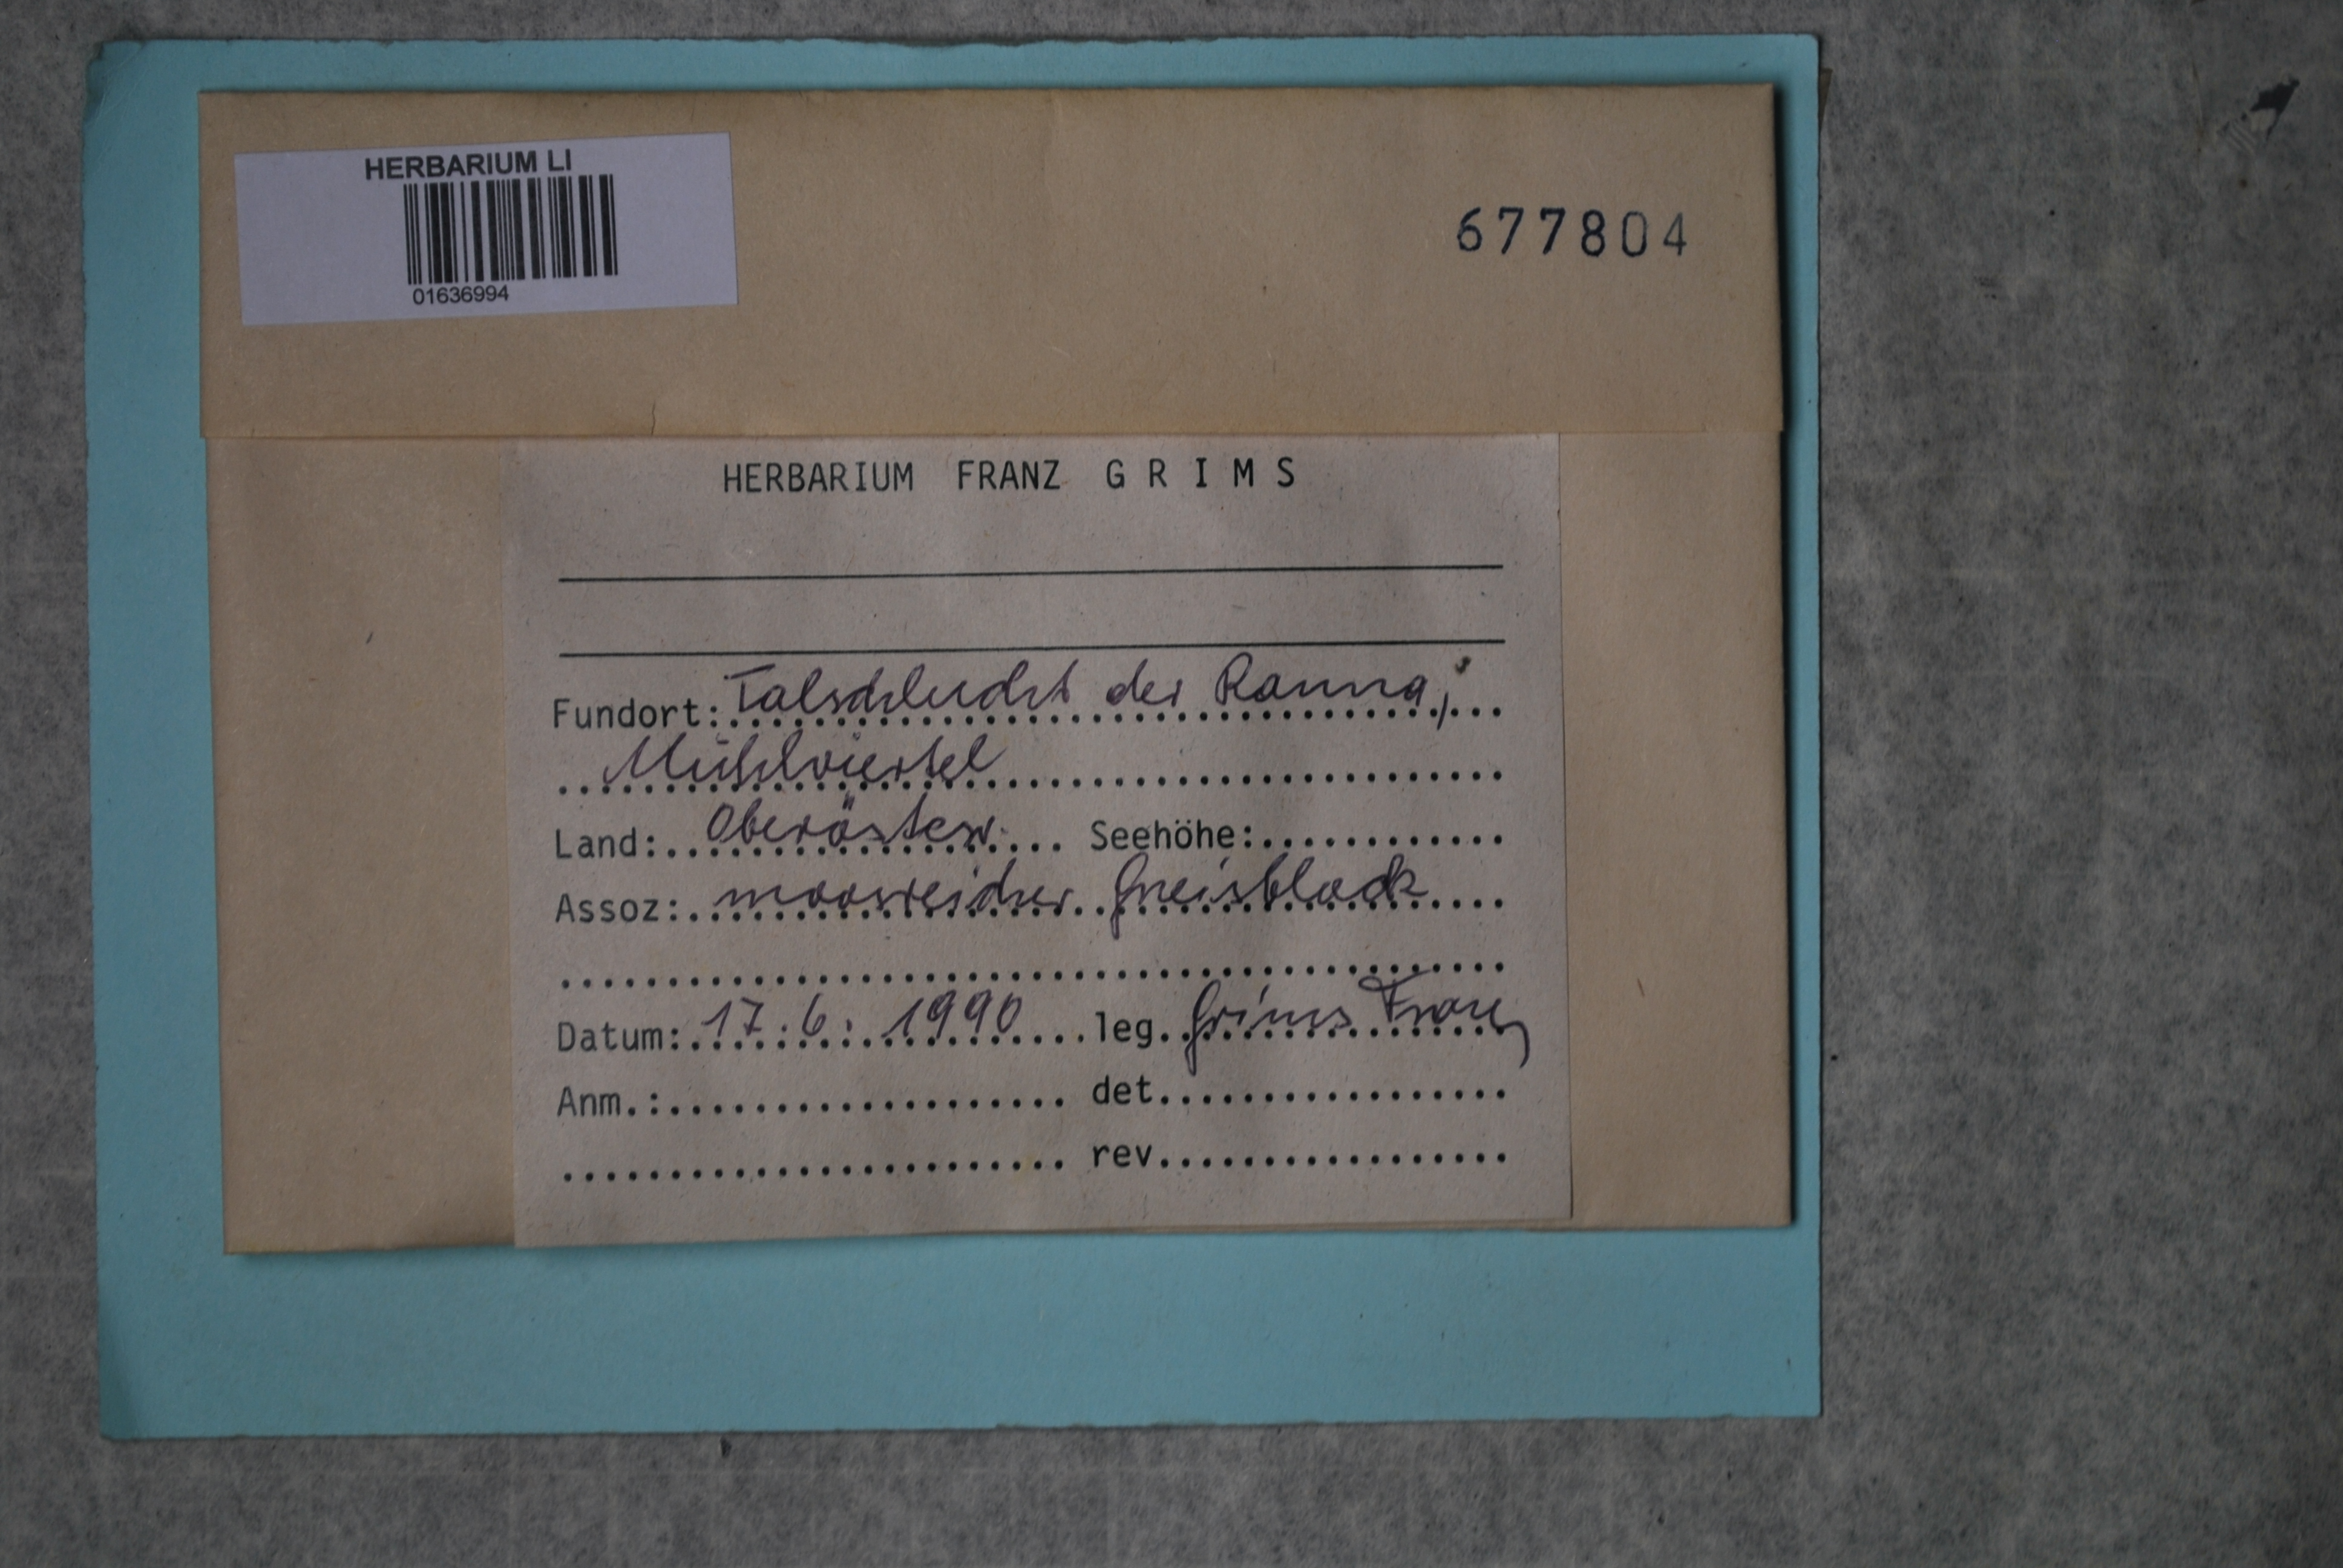 HERBARIUM LI
01636994
677804
HERBARIUM FRANZ G R I M S
Fundort: Talschlucht der Ranna,
Mühlviertel
Land: Oberösterr. Seehöhe:
Assoz: moosreicher Gneisblock
Datum: 17.6. 1990 leg. Grims Franz
Anm.: det.
rev.